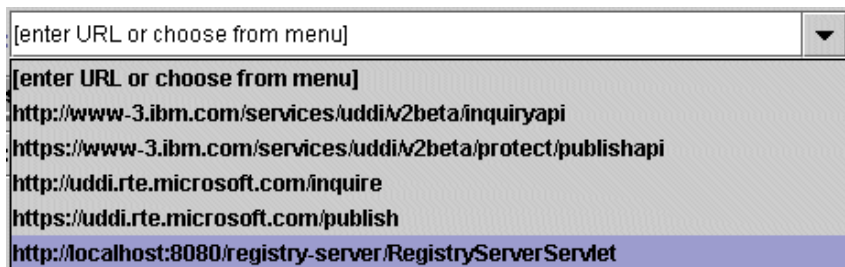 [enter URL or choose from menu]
[enter URL or choose from menu]
http://www-3.ibm.com/services/uddi/v2beta/inquiryapi
https://www-3.ibm.com/services/uddi/v2beta/protect/publishapi
http://uddi.rte.microsoft.com/inquire
https://uddi.rte.microsoft.com/publish
http://localhost:8080/registry-server/RegistryServerServlet